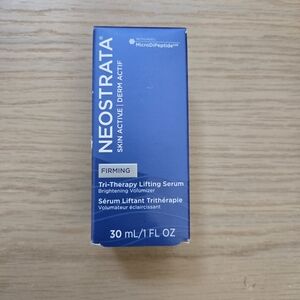 MicroDiPeptide
NEOSTRATA®
SKIN ACTIVE | DERM ACTIF
FIRMING
Tri-Therapy Lifting Serum
Brightening Volumizer
Sérum Liftant Trithérapie
Volumateur éclaircissant
30 mL/1 FL OZ